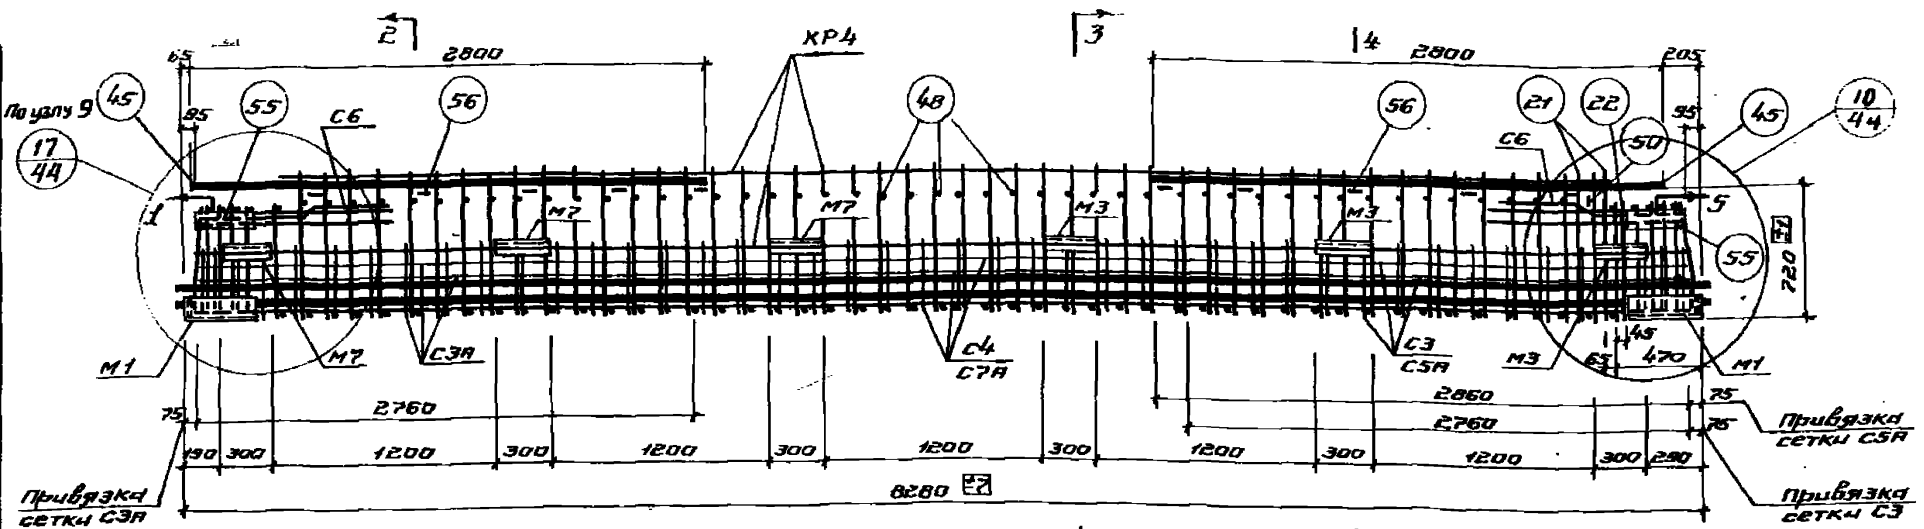 2
3
4
КР4
65
2800
2800
205
По узлу 9
45
55
56
48
56
21
22
45
10
44
95
С6
С6
50
95
17
44
1
5
М7
М7
М3
М3
55
720
М1
М7
С3А
С4
С7А
С3
С5А
М3
65
45
470
М1
75
2760
2860
75
2760
75
Привязка
сетки С5А
190
300
1200
300
1200
300
1200
300
1200
300
1200
300
290
8280
Привязка
сетки С3А
Привязка
сетки С3